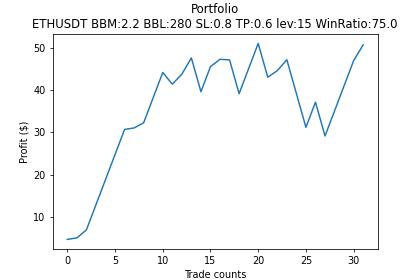 Portfolio
ETHUSDT BBM:2.2 BBL:280 SL:0.8 TP:0.6 lev:15 WinRatio:75.0
50
40
30
20
10
Profit ($)
0 5 10 15 20 25 30
Trade counts